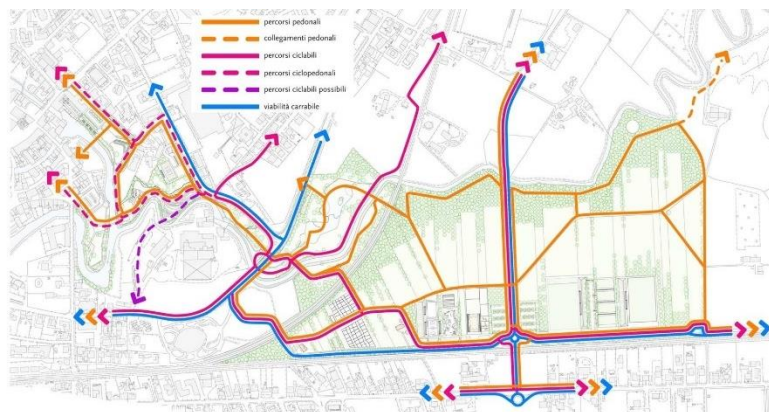 percorsi pedonali
collegamenti pedonali
percorsi ciclabili
percorsi ciclopedonali
percorsi ciclabili possibili
viabilità carrabile